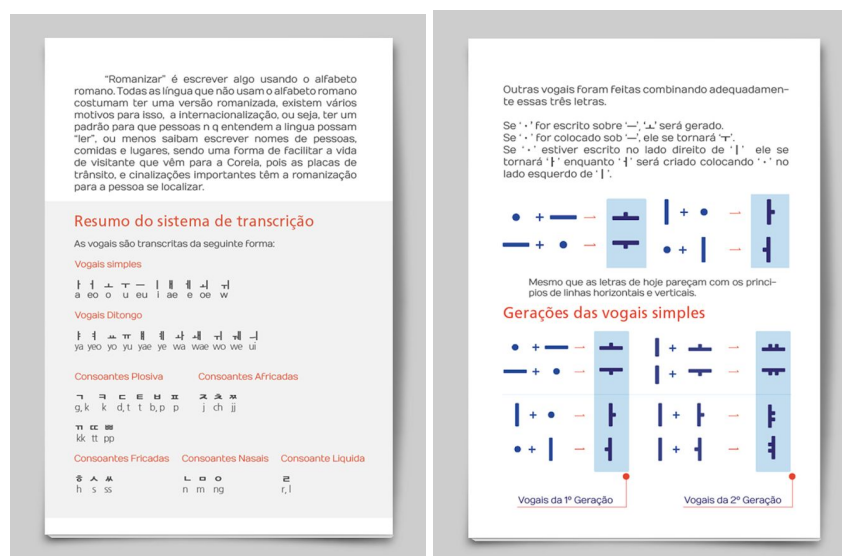 “Romanizar” é escrever algo usando o alfabeto
romano. Todas as língua que não usam o alfabeto romano
costumam ter uma versão romanizada, existem vários
motivos para isso, a internacionalização, ou seja, ter um
padrão para que pessoas n q entendem a lingua possam
“ler”, ou menos saibam escrever nomes de pessoas,
comidas e lugares, sendo uma forma de facilitar a vida
de visitante que vêm para a Coreia, pois as placas de
trânsito, e cinalizações importantes têm a romanização
para a pessoa se localizar.
Resumo do sistema de transcrição
As vogais são transcritas da seguinte forma:
Vogais simples
ㅏ ㅓ ㅗ ㅜ ㅡ ㅣ ㅐ ㅔ ㅚ ㅟ
a eo o u eu i ae e oe w
Vogais Ditongo
ㅑ ㅕ ㅛ ㅠ ㅒ ㅖ ㅘ ㅙ ㅝ ㅞ ㅢ
ya yeo yo yu yae ye wa wae wo we ui
Consoantes Plosiva Consoantes Africadas
ㄱ ㅋ ㄷ ㅌ ㅂ ㅍ ㅈ ㅊ ㅉ
g,k k d,t t b,p p j ch jj
ㄲ ㄸ ㅃ
kk tt pp
Consoantes Fricadas Consoantes Nasais Consoante Liquida
ㅎ ㅅ ㅆ ㄴ ㅁ ㅇ ㄹ
h s ss n m ng r,l
Outras vogais foram feitas combinando adequadamen-
te essas três letras.
Se ‘ · ’ for escrito sobre ‘ㅡ’, ‘ㅗ’ será gerado.
Se ‘ · ’ for colocado sob ‘ㅡ’, ele se tornará ‘ㅜ’.
Se ‘ · ’ estiver escrito no lado direito de ‘ㅣ’ ele se
tornará ‘ㅏ’ enquanto ‘ㅓ’ será criado colocando ‘ · ’ no
lado esquerdo de ‘ㅣ’.
• + ㅡ → ㅗ ㅣ + • → ㅏ
ㅡ + • → ㅜ • + ㅣ → ㅓ
Mesmo que as letras de hoje pareçam com os princi-
pios de linhas horizontais e verticais.
Gerações das vogais simples
• + ㅡ → ㅗ ㅣ + ㅗ → ㅛ
ㅡ + • → ㅜ ㅣ + ㅗ → ㅠ
ㅣ + • → ㅏ ㅣ + ㅏ → ㅑ
• + ㅣ → ㅓ ㅣ + ㅓ → ㅕ
Vogais da 1º Geração Vogais da 2º Geração